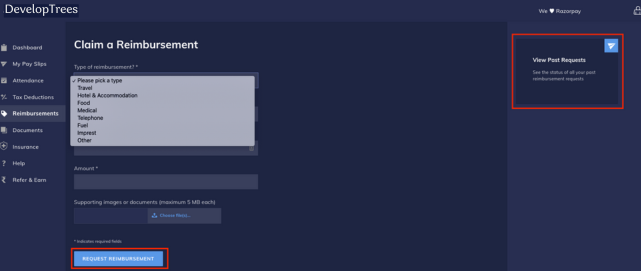 DevelopTrees
We ♥ Razorpay
Dashboard
My Pay Slips
Attendance
Tax Deductions
Reimbursements
Documents
Insurance
Help
Refer & Earn
Claim a Reimbursement
Type of reimbursement? *
✓ Please pick a type
Travel
Hotel & Accommodation
Food
Medical
Telephone
Fuel
Imprest
Other
Amount *
Supporting images or documents (maximum 5 MB each)
Choose file(s)...
* Indicates required fields
REQUEST REIMBURSEMENT
View Past Requests
See the status of all your past
reimbursement requests